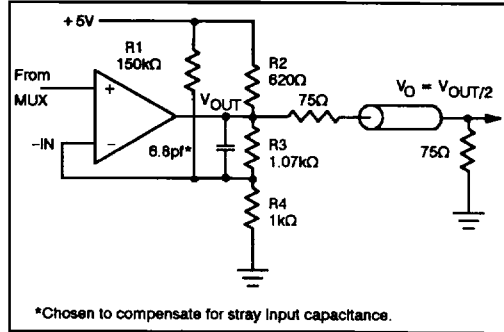 + 5V
R1
150kΩ
R2
620Ω
From
MUX
+
VOUT
75Ω
VO = VOUT/2
–IN
–
6.8pf*
R3
1.07kΩ
75Ω
R4
1kΩ
*Chosen to compensate for stray input capacitance.